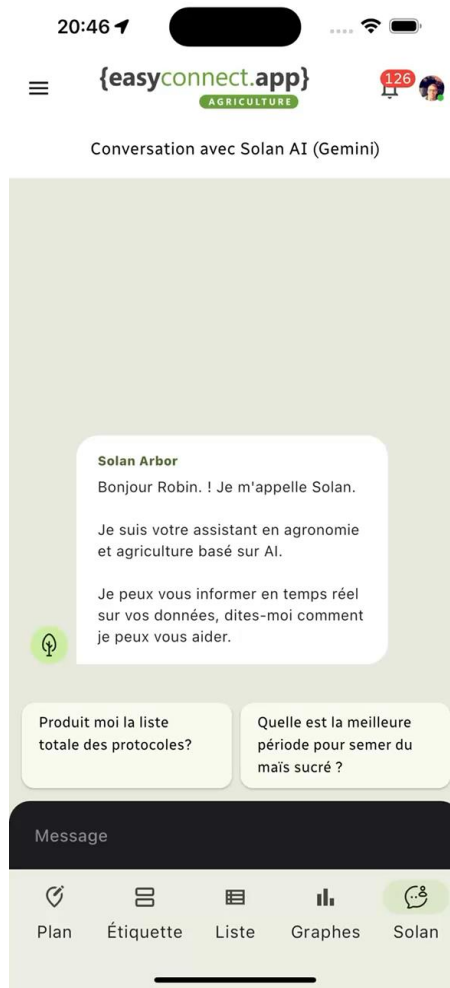 20:46
{easyconnect.app}
AGRICULTURE
126
Conversation avec Solan AI (Gemini)
Solan Arbor
Bonjour Robin. ! Je m'appelle Solan.
Je suis votre assistant en agronomie
et agriculture basé sur AI.
Je peux vous informer en temps réel
sur vos données, dites-moi comment
je peux vous aider.
Produit moi la liste
totale des protocoles?
Quelle est la meilleure
période pour semer du
maïs sucré ?
Message
Plan
Étiquette
Liste
Graphes
Solan